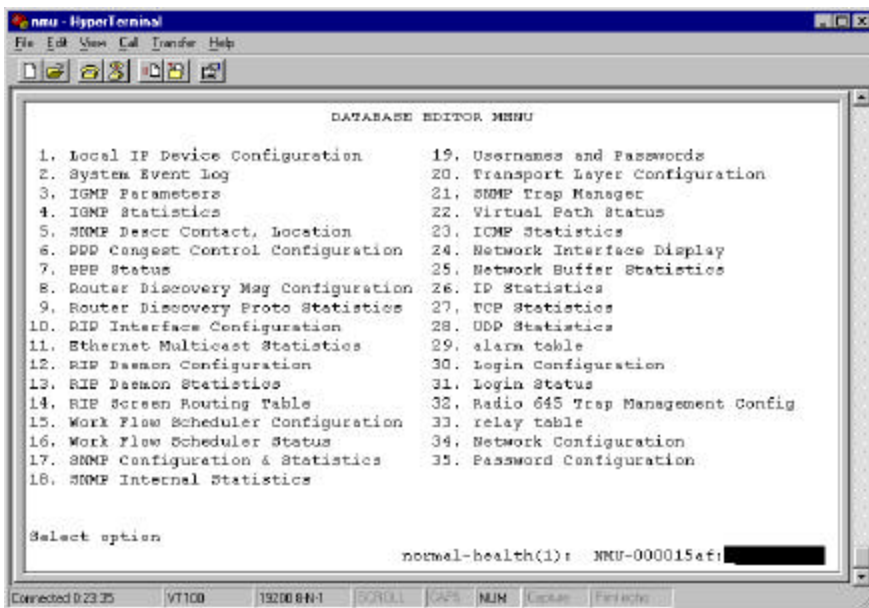 nmu - HyperTerminal
File Edit View Call Transfer Help
DATABASE EDITOR MENU
1. Local IP Device Configuration
2. System Event Log
3. IGMP Parameters
4. IGMP Statistics
5. SNMP Descr Contact, Location
6. PPP Congest Control Configuration
7. PPP Status
8. Router Discovery Msg Configuration
9. Router Discovery Proto Statistics
10. RIP Interface Configuration
11. Ethernet Multicast Statistics
12. RIP Daemon Configuration
13. RIP Daemon Statistics
14. RIP Screen Routing Table
15. Work Flow Scheduler Configuration
16. Work Flow Scheduler Status
17. SNMP Configuration & Statistics
18. SNMP Internal Statistics
19. Usernames and Passwords
20. Transport Layer Configuration
21. SNMP Trap Manager
22. Virtual Path Status
23. ICMP Statistics
24. Network Interface Display
25. Network Buffer Statistics
26. IP Statistics
27. TCP Statistics
28. UDP Statistics
29. alarm table
30. Login Configuration
31. Login Status
32. Radio 645 Trap Management Config
33. relay table
34. Network Configuration
35. Password Configuration
Select option
normal-health(1): NMU-000015af:
Connected 0:23:35 VT100 19200 8-N-1 SCROLL CAPS NUM Capture Print echo